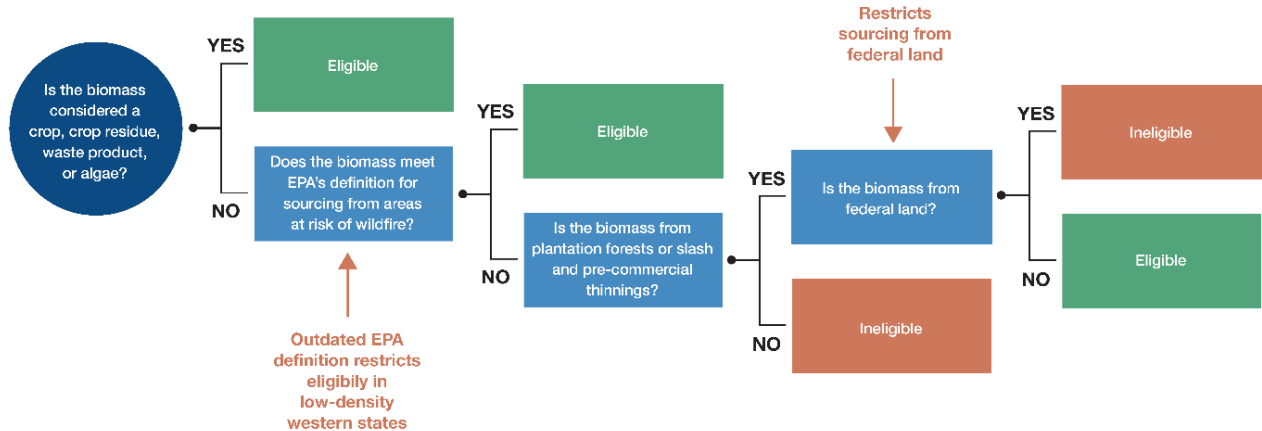 Is the biomass
considered a
crop, crop residue,
waste product,
or algae?
YES
Eligible
NO
Does the biomass meet
EPA's definition for
sourcing from areas
at risk of wildfire?
Outdated EPA
definition restricts
eligibily in
low-density
western states
YES
Eligible
NO
Is the biomass from
plantation forests or slash
and pre-commercial
thinnings?
Restricts
sourcing from
federal land
YES
Is the biomass from
federal land?
NO
Ineligible
YES
Ineligible
NO
Eligible